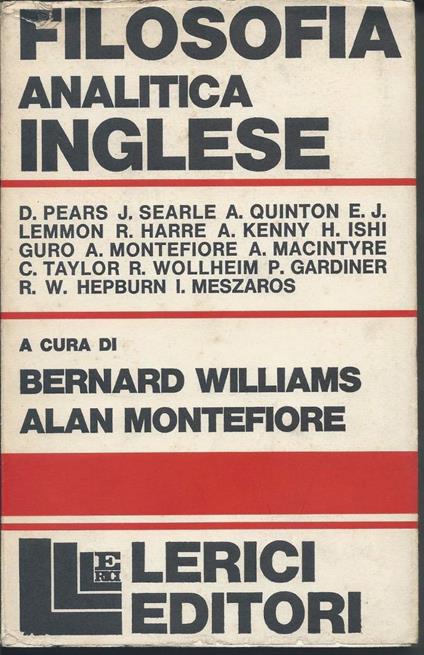 FILOSOFIA
ANALITICA
INGLESE
D. PEARS J. SEARLE A. QUINTON E. J.
LEMMON R. HARRE A. KENNY H. ISHI
GURO A. MONTEFIORE A. MACINTYRE
C. TAYLOR R. WOLLHEIM P. GARDINER
R. W. HEPBURN I. MESZAROS
A CURA DI
BERNARD WILLIAMS
ALAN MONTEFIORE
LERICI
LERICI
EDITORI